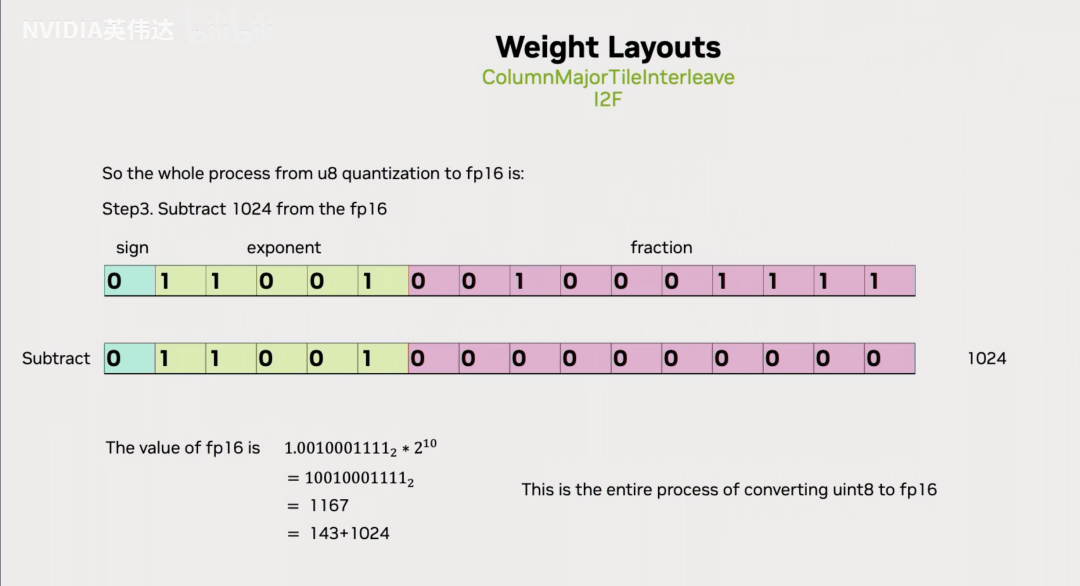 NVIDIA英伟达
Weight Layouts
ColumnMajorTileInterleave
I2F
So the whole process from u8 quantization to fp16 is:
Step3. Subtract 1024 from the fp16
sign exponent fraction
0 1 1 0 0 1 0 0 1 0 0 0 1 1 1 1
Subtract 0 1 1 0 0 1 0 0 0 0 0 0 0 0 0 0 1024
The value of fp16 is 1.0010001111₂ * 2¹⁰
= 10010001111₂
This is the entire process of converting uint8 to fp16
= 1167
= 143+1024